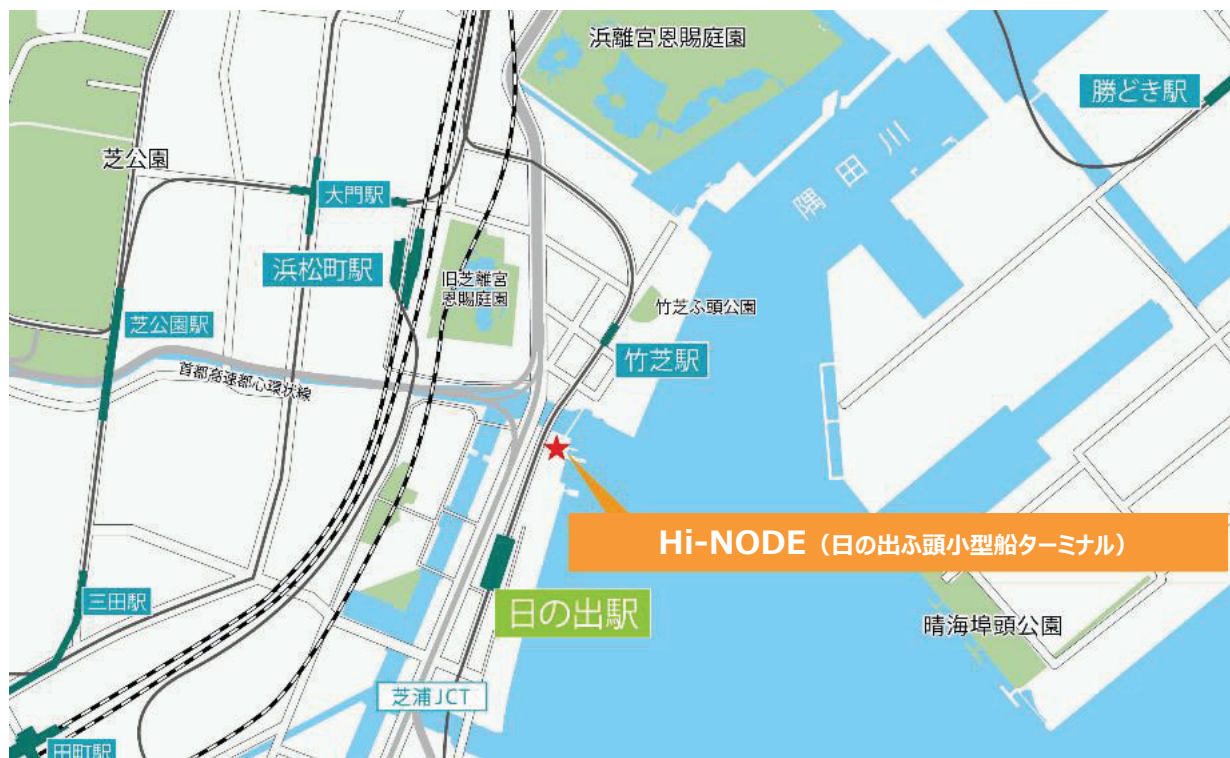 浜離宮恩賜庭園
勝どき駅
隅田川
芝公園
大門駅
浜松町駅
旧芝離宮
恩賜庭園
竹芝ふ頭公園
芝公園駅
竹芝駅
首都高速都心環状線
Hi-NODE（日の出ふ頭小型船ターミナル）
三田駅
日の出駅
晴海埠頭公園
芝浦JCT
田町駅